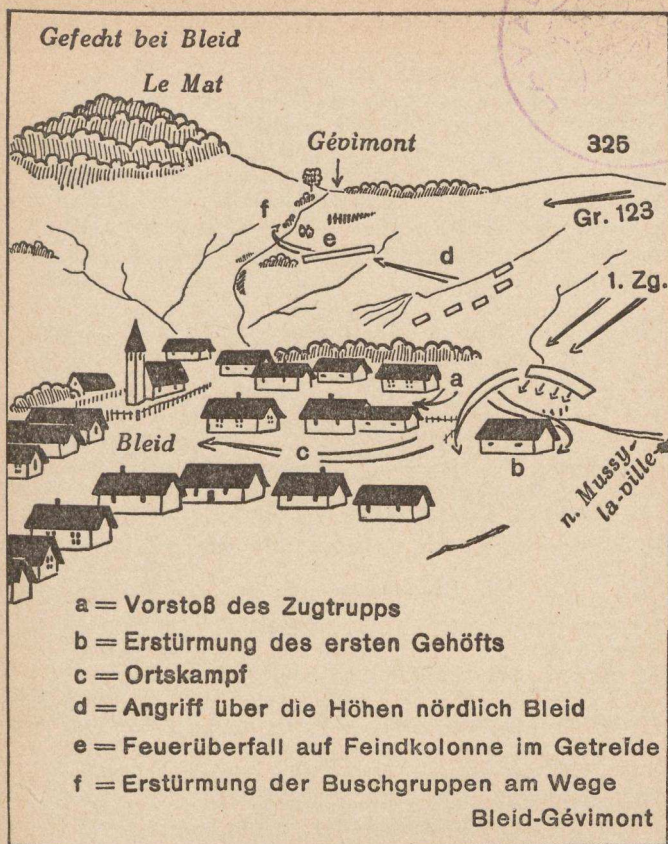 Gefecht bei Bleid
Le Mat
Gévimont
325
f
e
Gr. 123
d
1. Zg.
a
Bleid
c
b
n. Mussy-
la-ville
a = Vorstoß des Zugtrupps
b = Erstürmung des ersten Gehöfts
c = Ortskampf
d = Angriff über die Höhen nördlich Bleid
e = Feuerüberfall auf Feindkolonne im Getreide
f = Erstürmung der Buschgruppen am Wege
Bleid-Gévimont